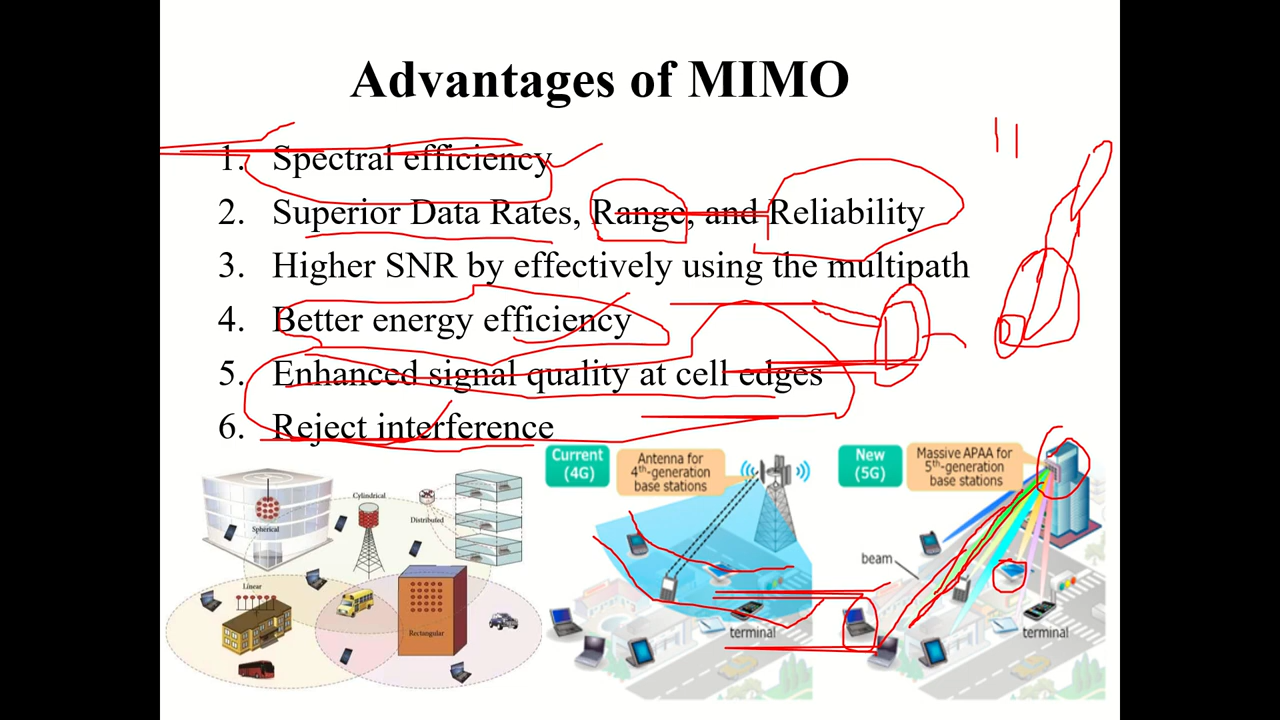 Advantages of MIMO
1. Spectral efficiency
2. Superior Data Rates, Range, and Reliability
3. Higher SNR by effectively using the multipath
4. Better energy efficiency
5. Enhanced signal quality at cell edges
6. Reject interference
Spherical
Cylindrical
Distributed
Linear
Rectangular
Current
(4G)
Antenna for
4th-generation
base stations
terminal
New
(5G)
Massive APAA for
5th-generation
base stations
beam
terminal